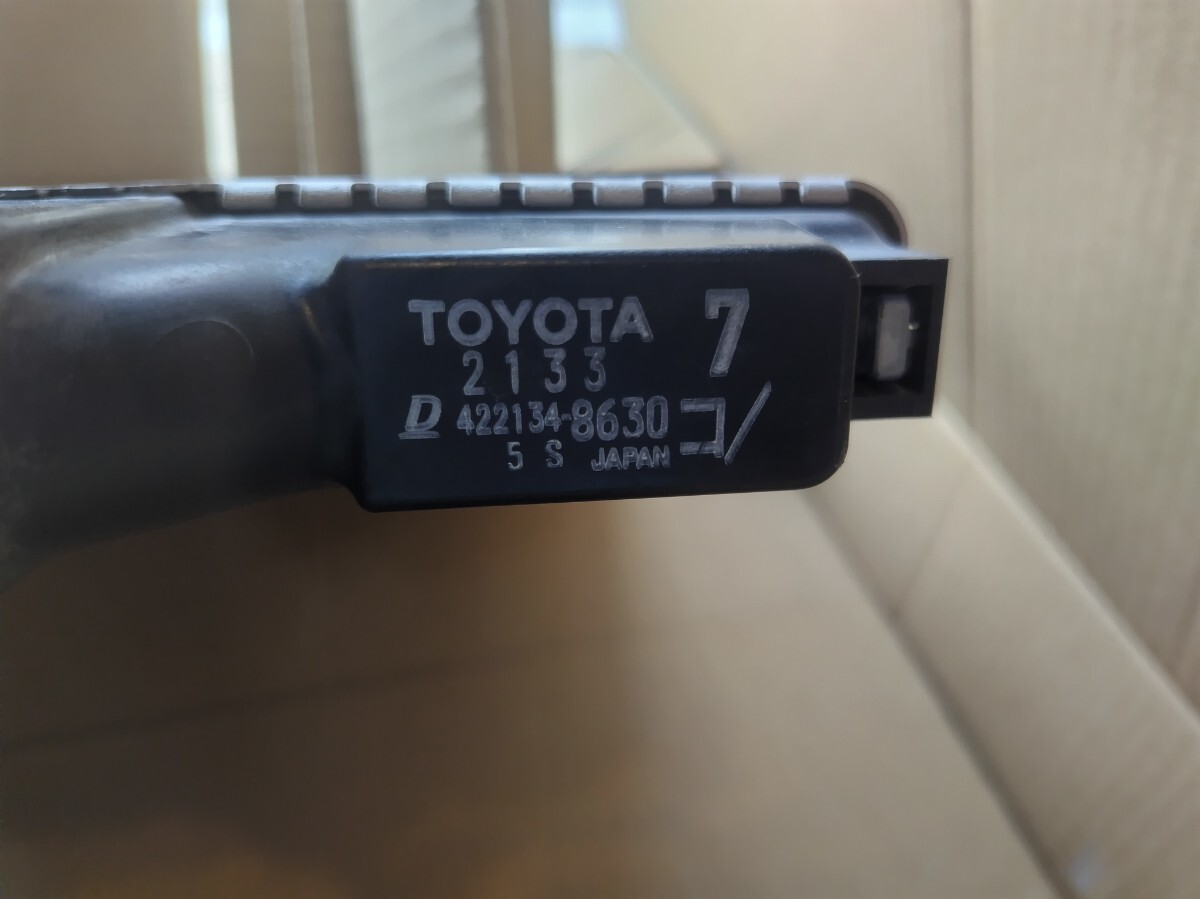 TOYOTA 7
2133
D 422134-8630
5 S JAPAN コ/